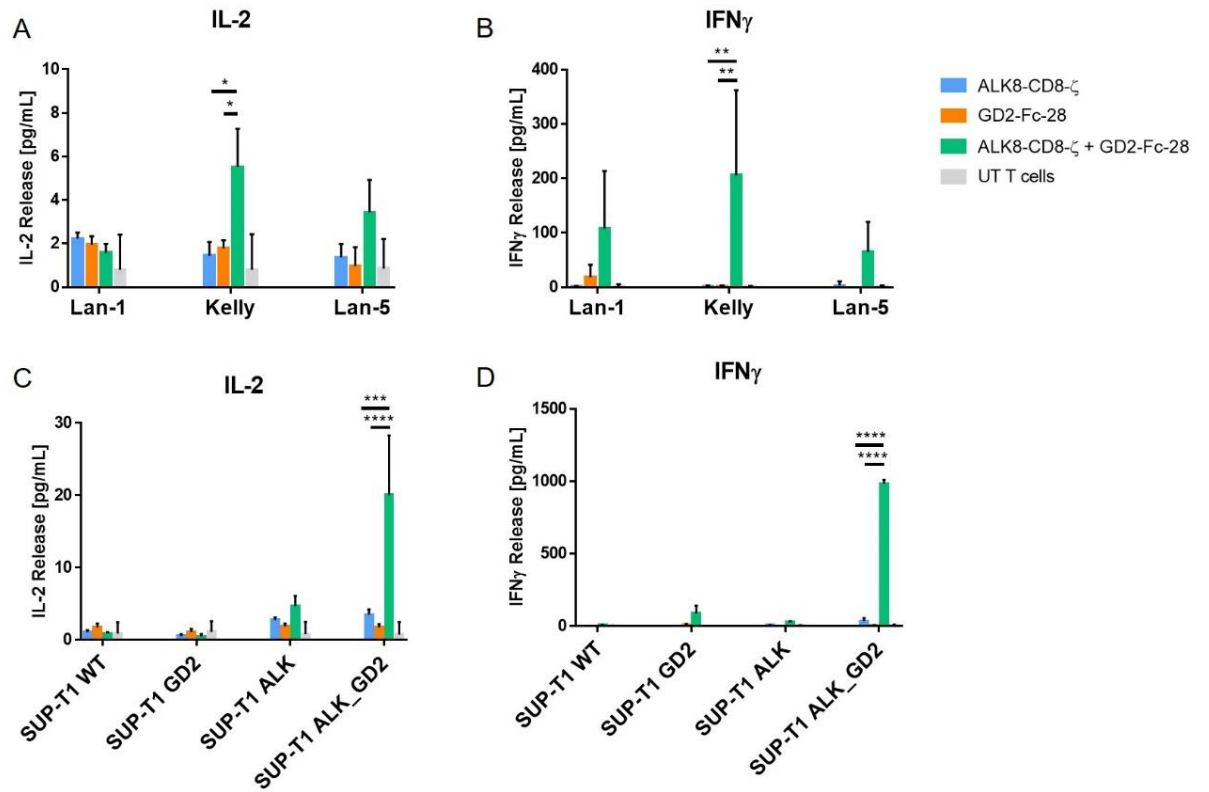 A
IL-2
IL-2 Release [pg/mL]
10
8
6
4
2
0
*
*
Lan-1
Kelly
Lan-5
B
IFNγ
IFNγ Release [pg/mL]
400
300
200
100
0
**
**
Lan-1
Kelly
Lan-5
ALK8-CD8-ζ
GD2-Fc-28
ALK8-CD8-ζ + GD2-Fc-28
UT T cells
C
IL-2
IL-2 Release [pg/mL]
30
20
10
0
***
****
SUP-T1 WT
SUP-T1 GD2
SUP-T1 ALK
SUP-T1 ALK_GD2
D
IFNγ
IFNγ Release [pg/mL]
1500
1000
500
0
****
****
SUP-T1 WT
SUP-T1 GD2
SUP-T1 ALK
SUP-T1 ALK_GD2